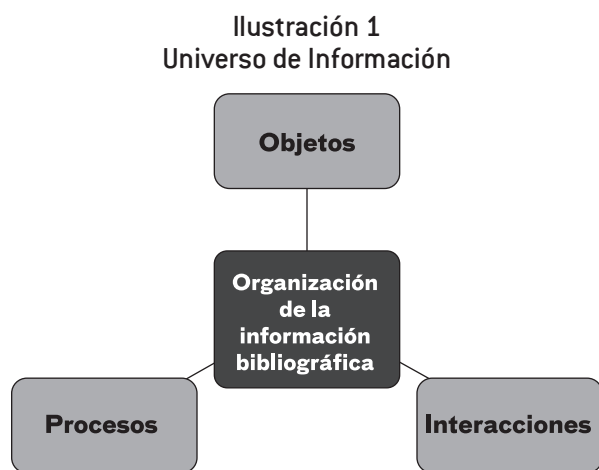 Ilustración 1
Universo de Información
Objetos
Organización
de la
información
bibliográfica
Procesos
Interacciones